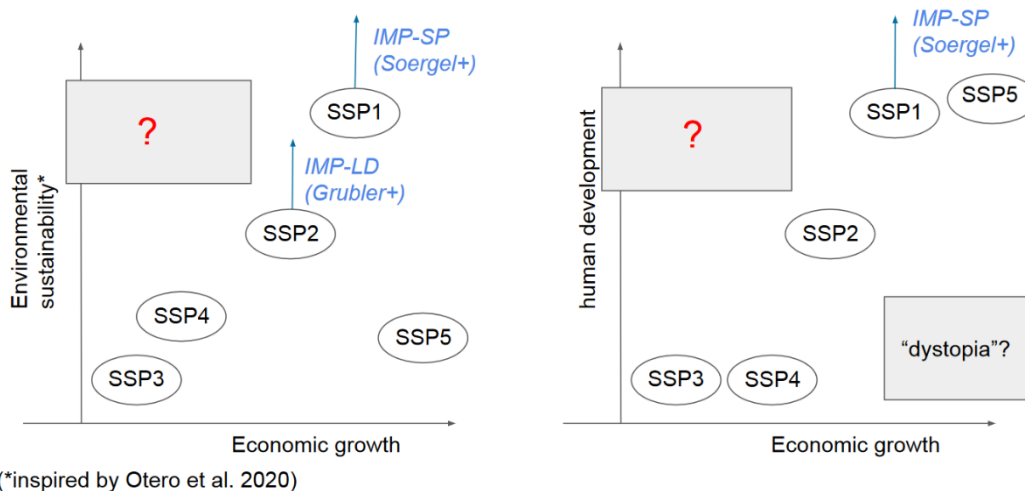 IMP-SP
(Soergel+)
SSP1
?
IMP-LD
(Grubler+)
SSP2
SSP4
SSP5
SSP3
Environmental
sustainability*
Economic growth
IMP-SP
(Soergel+)
SSP5
SSP1
?
SSP2
"dystopia"?
SSP3
SSP4
human development
Economic growth
(*inspired by Otero et al. 2020)